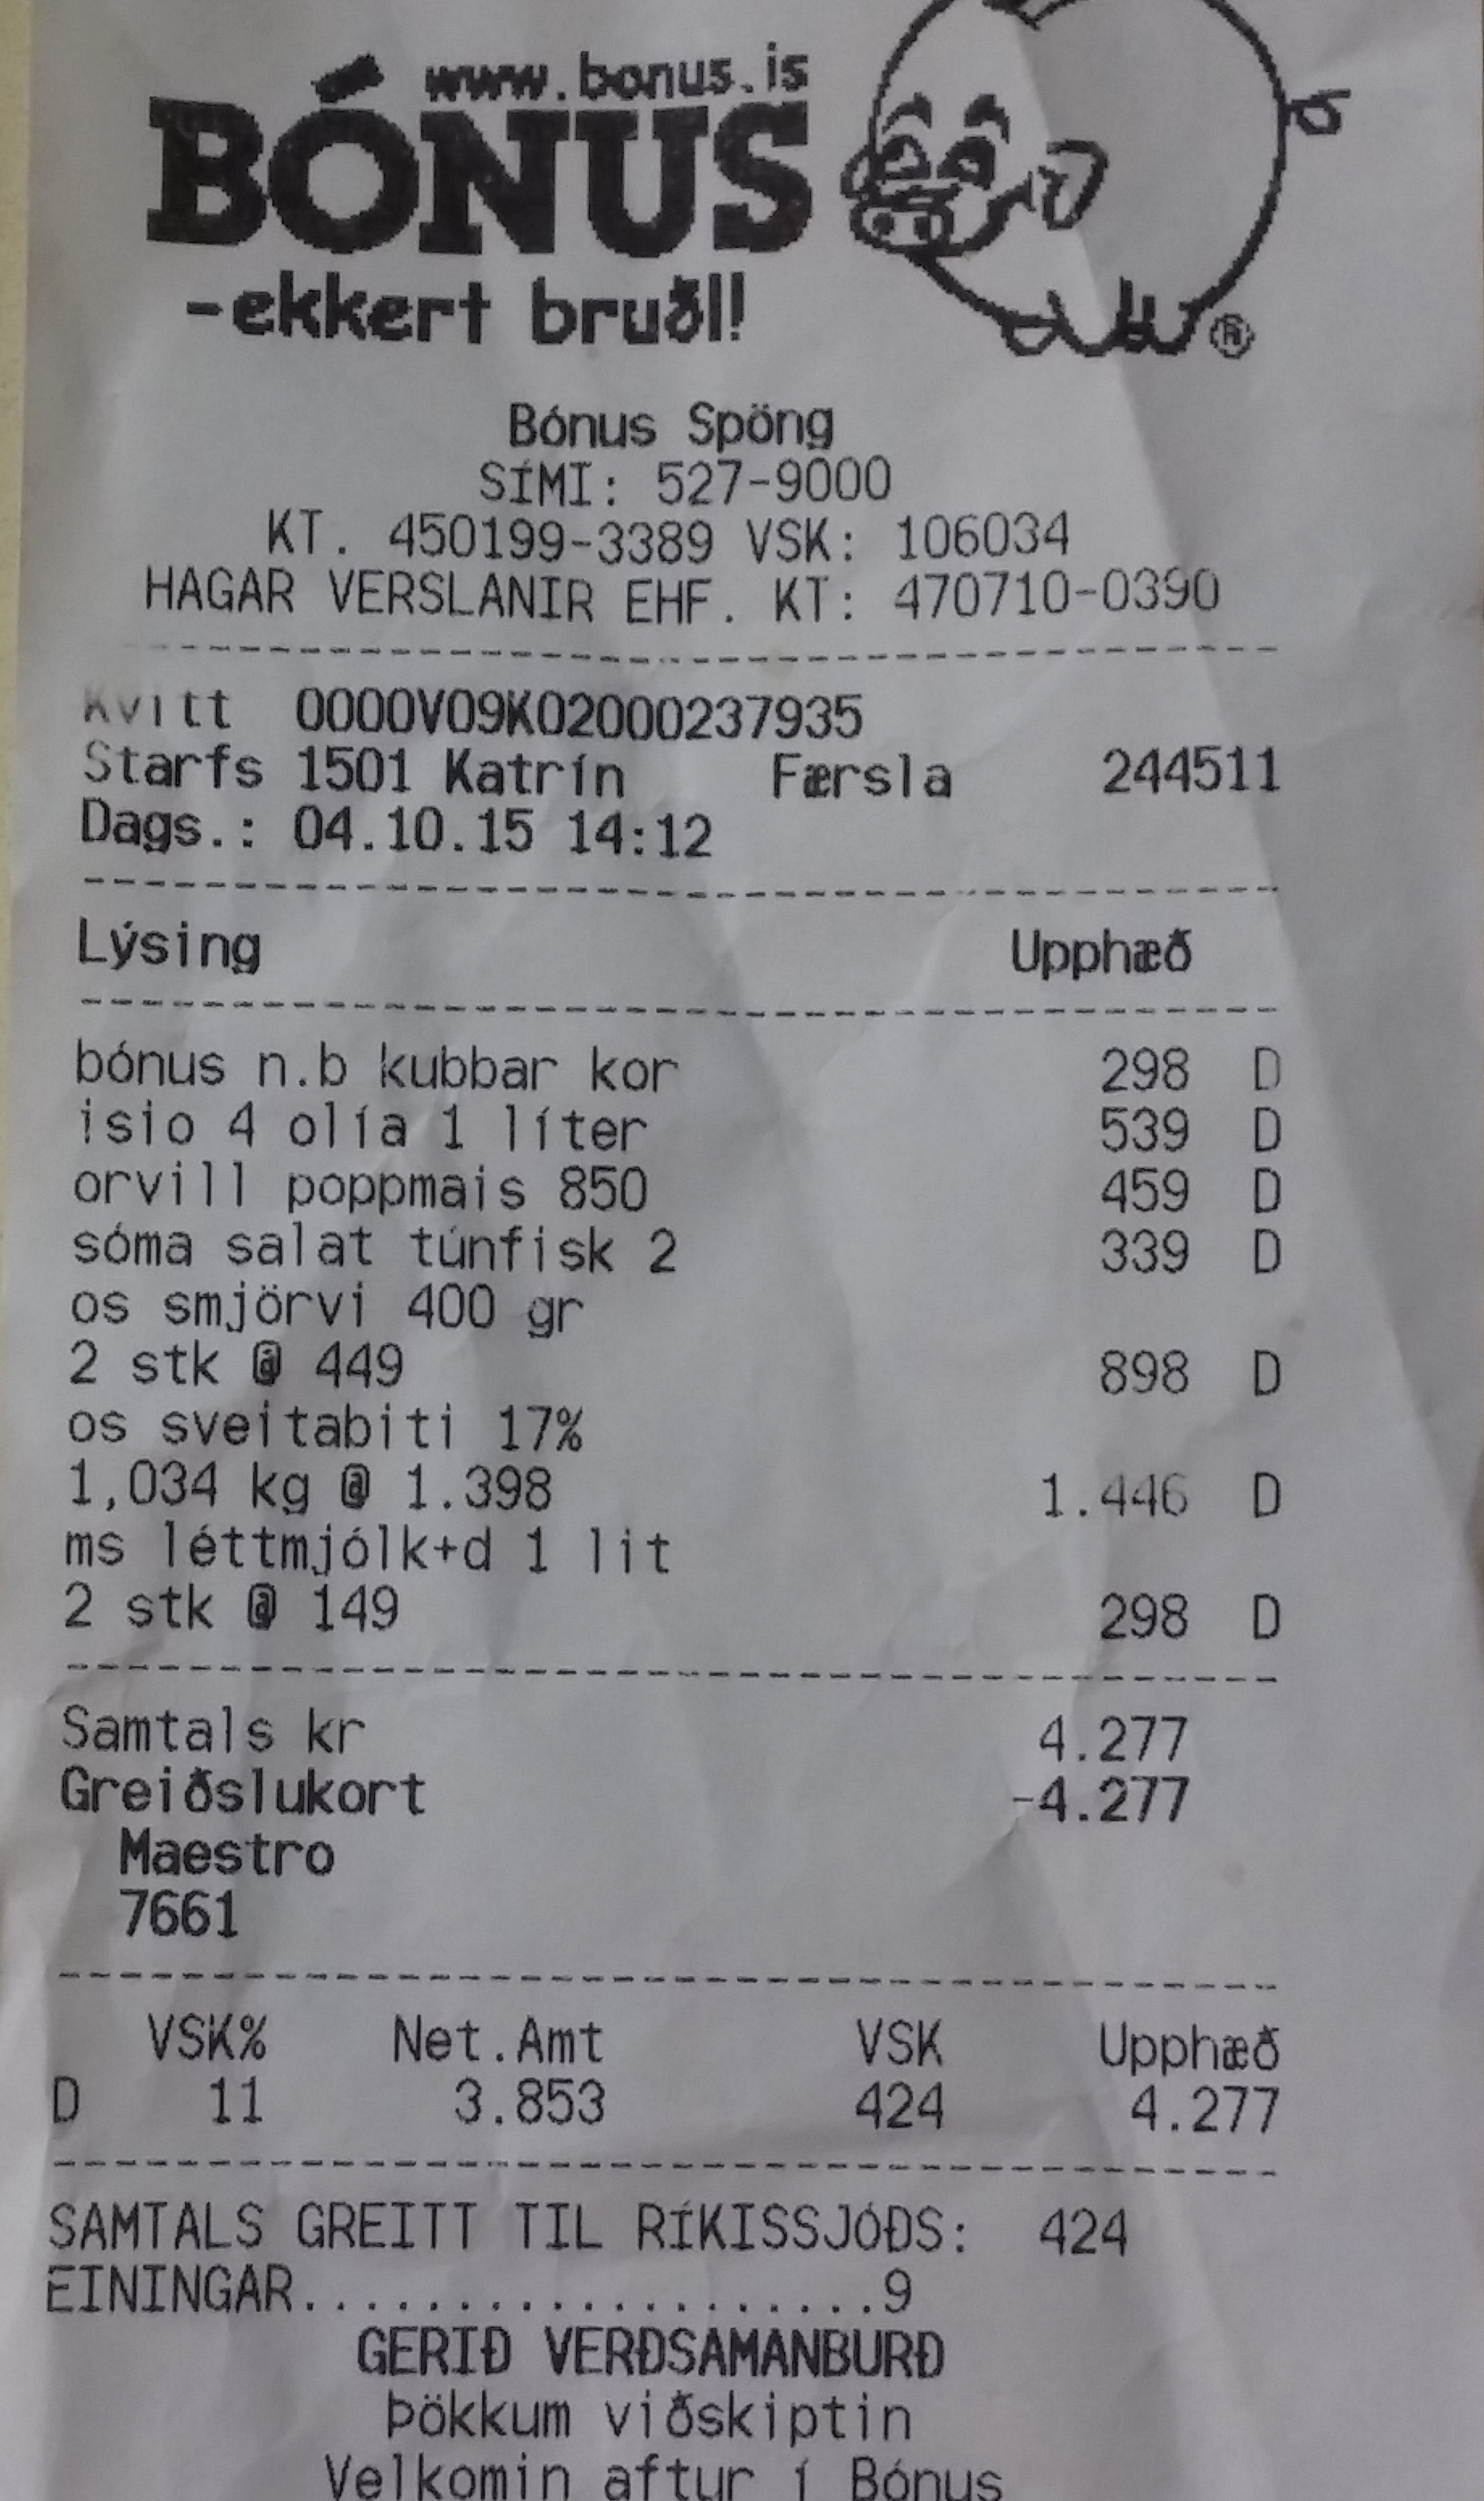 www.bonus.is
BÓNUS
-ekkert bruðl!
®
Bónus Spöng
SÍMI: 527-9000
KT. 450199-3389 VSK: 106034
HAGAR VERSLANIR EHF. KT: 470710-0390
Kvitt 0000V09K02000237935
Starfs 1501 Katrín Færsla 244511
Dags.: 04.10.15 14:12
Lýsing Upphæð
bónus n.b kubbar kor 298 D
isio 4 olía 1 líter 539 D
orvill poppmais 850 459 D
sóma salat túnfisk 2 339 D
os smjörvi 400 gr
2 stk @ 449 898 D
os sveitabiti 17%
1,034 kg @ 1.398 1.446 D
ms léttmjólk+d 1 lit
2 stk @ 149 298 D
Samtals kr 4.277
Greiðslukort -4.277
Maestro
7661
VSK% Net.Amt VSK Upphæð
D 11 3.853 424 4.277
SAMTALS GREITT TIL RÍKISSJÓÐS: 424
EININGAR...................9
GERIÐ VERÐSAMANBURÐ
Þökkum viðskiptin
Velkomin aftur í Bónus